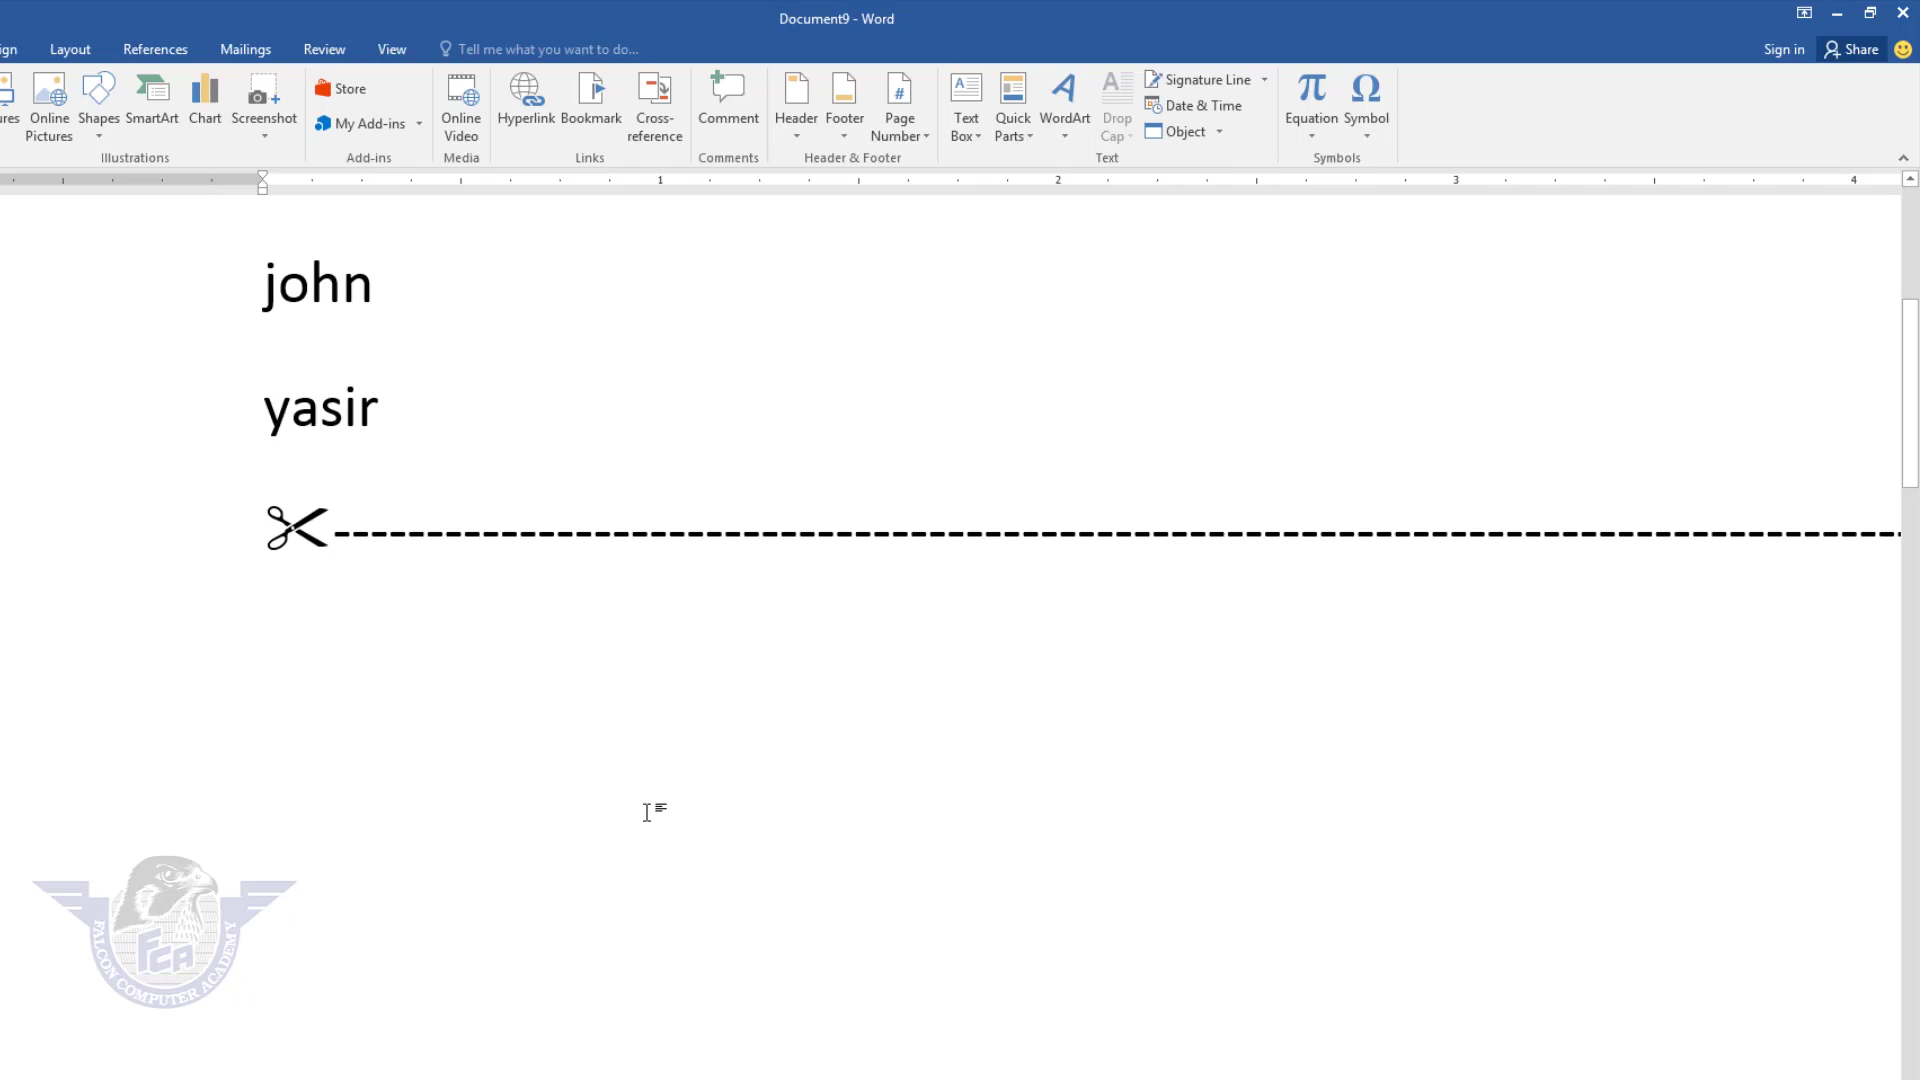 Document9 - Word
ign Layout References Mailings Review View Tell me what you want to do... Sign in Share
ures Online Pictures Shapes SmartArt Chart Screenshot
Illustrations
Store
My Add-ins
Add-ins
Online Video
Media
Hyperlink Bookmark Cross-reference
Links
Comment
Comments
Header Footer Page Number
Header & Footer
Text Box Quick Parts WordArt Drop Cap
Signature Line
Date & Time
Object
Text
Equation Symbol
Symbols
1 2 3 4
john
yasir
FCA
FALCON COMPUTER ACADEMY